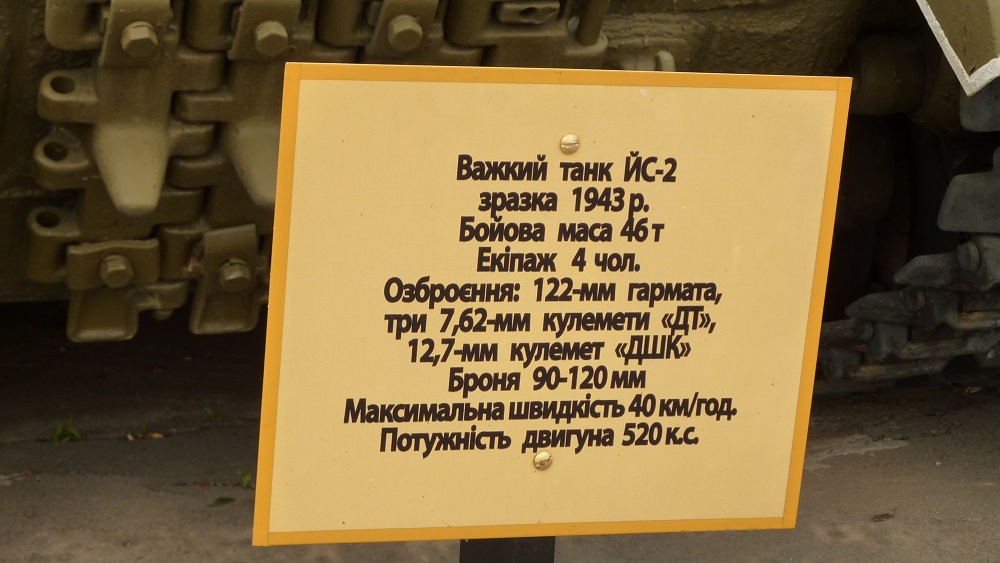 Важкий танк ЙС-2
зразка 1943 р.
Бойова маса 46 т
Екіпаж 4 чол.
Озброєння: 122-мм гармата,
три 7,62-мм кулемети «ДТ»,
12,7-мм кулемет «ДШК»
Броня 90-120 мм
Максимальна швидкість 40 км/год.
Потужність двигуна 520 к.с.